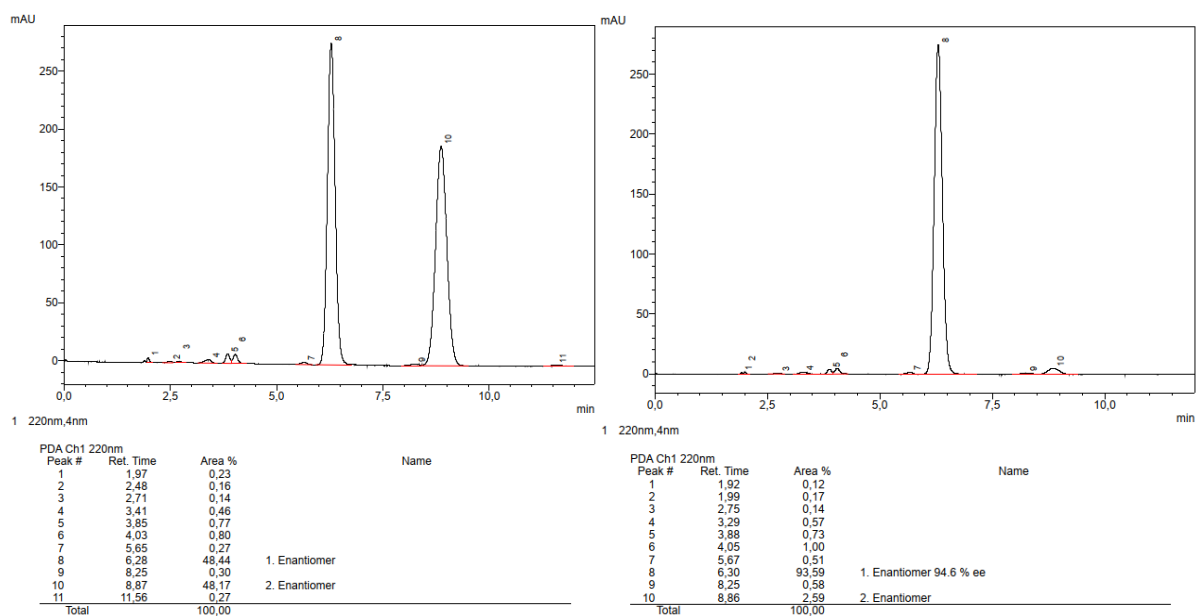 mAU
250
200
150
100
50
0
1
2
3
4
5
6
7
8
9
10
11
0,0
2,5
5,0
7,5
10,0
min
1 220nm,4nm
PDA Ch1 220nm
Peak # Ret. Time Area % Name
1 1,97 0,23
2 2,48 0,16
3 2,71 0,14
4 3,41 0,46
5 3,85 0,77
6 4,03 0,80
7 5,65 0,27
8 6,28 48,44 1. Enantiomer
9 8,25 0,30
10 8,87 48,17 2. Enantiomer
11 11,56 0,27
Total 100,00
mAU
250
200
150
100
50
0
1
2
3
4
5
6
7
8
9
10
0,0
2,5
5,0
7,5
10,0
min
1 220nm,4nm
PDA Ch1 220nm
Peak # Ret. Time Area % Name
1 1,92 0,12
2 1,99 0,17
3 2,75 0,14
4 3,29 0,57
5 3,88 0,73
6 4,05 1,00
7 5,67 0,51
8 6,30 93,59 1. Enantiomer 94.6 % ee
9 8,25 0,58
10 8,86 2,59 2. Enantiomer
Total 100,00